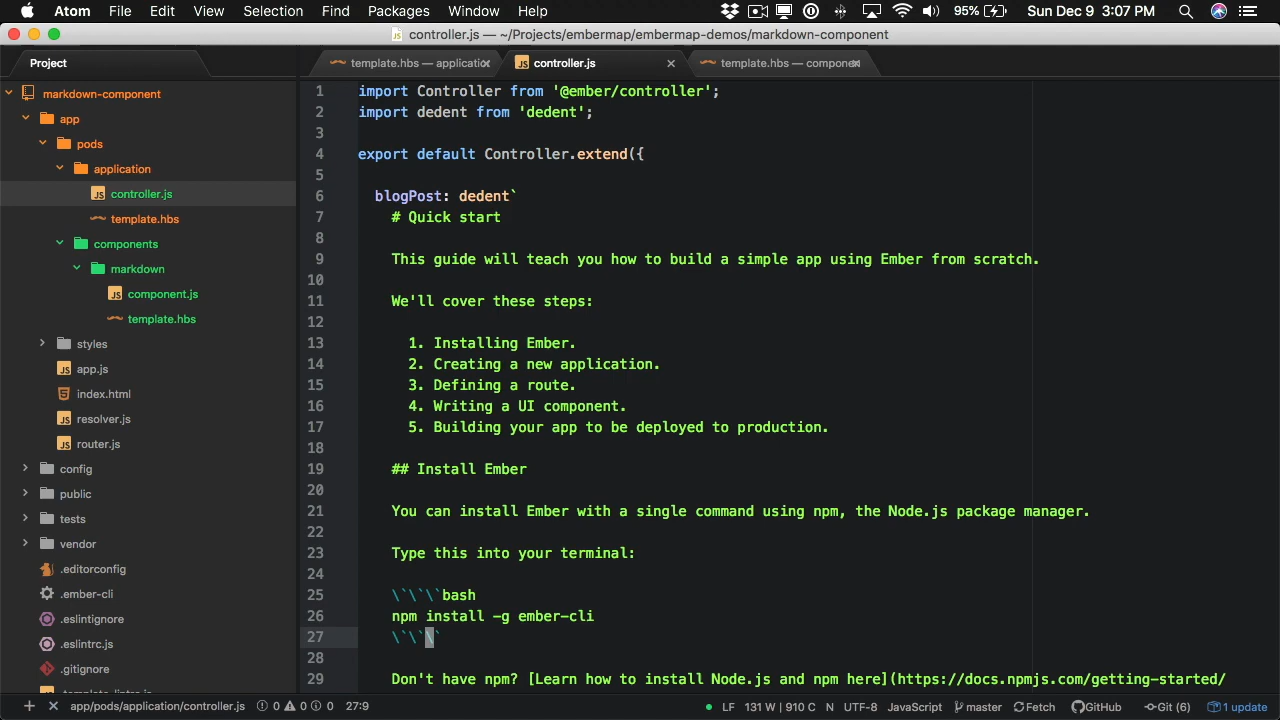 Atom File Edit View Selection Find Packages Window Help 95% Sun Dec 9 3:07 PM
controller.js — ~/Projects/embermap/embermap-demos/markdown-component
Project
template.hbs — applicatio
controller.js
template.hbs — compone
markdown-component
app
pods
application
controller.js
template.hbs
components
markdown
component.js
template.hbs
styles
app.js
index.html
resolver.js
router.js
config
public
tests
vendor
.editorconfig
.ember-cli
.eslintignore
.eslintrc.js
.gitignore
.template-lintrc.js
1 import Controller from '@ember/controller';
2 import dedent from 'dedent';
3
4 export default Controller.extend({
5
6 blogPost: dedent`
7 # Quick start
8
9 This guide will teach you how to build a simple app using Ember from scratch.
10
11 We'll cover these steps:
12
13 1. Installing Ember.
14 2. Creating a new application.
15 3. Defining a route.
16 4. Writing a UI component.
17 5. Building your app to be deployed to production.
18
19 ## Install Ember
20
21 You can install Ember with a single command using npm, the Node.js package manager.
22
23 Type this into your terminal:
24
25 \`\`\`bash
26 npm install -g ember-cli
27 \`\`\`
28
29 Don't have npm? [Learn how to install Node.js and npm here](https://docs.npmjs.com/getting-started/
app/pods/application/controller.js 0 0 0 27:9 LF 131 W | 910 C N UTF-8 JavaScript master Fetch GitHub Git (6) 1 update